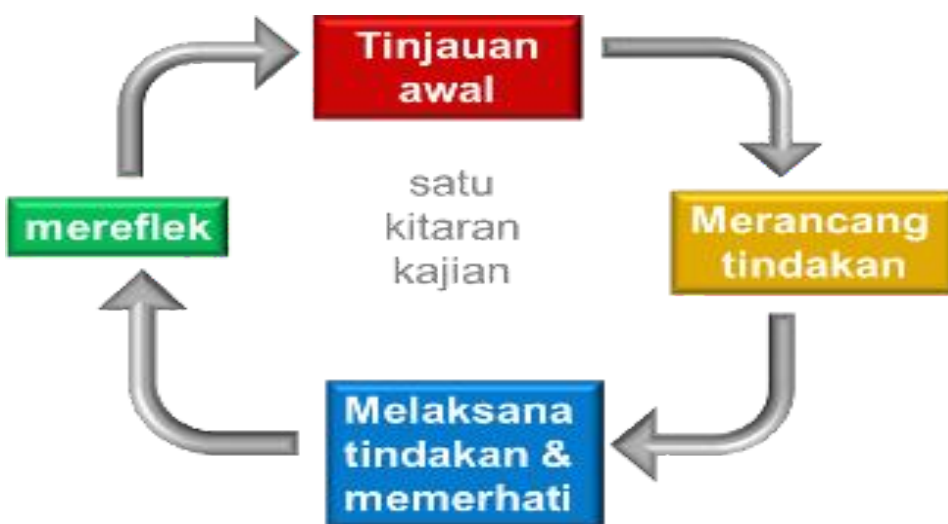 Tinjauan
awal
satu
kitaran
kajian
Merancang
tindakan
Melaksana
tindakan &
memerhati
mereflek